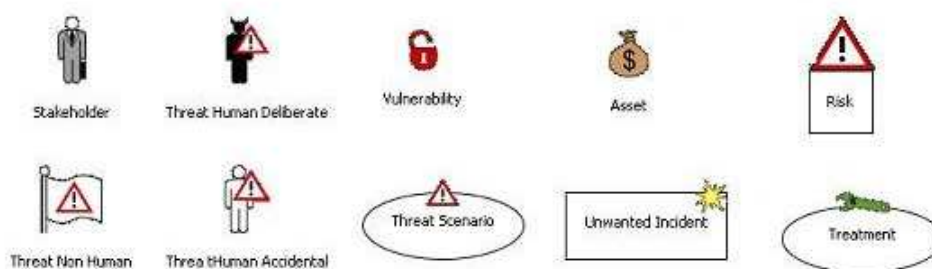 Stakeholder
Threat Human Deliberate
Vulnerability
$
Asset
!
Risk
Threat Non Human
Threa tHuman Accidental
Threat Scenario
Unwanted Incident
Treatment